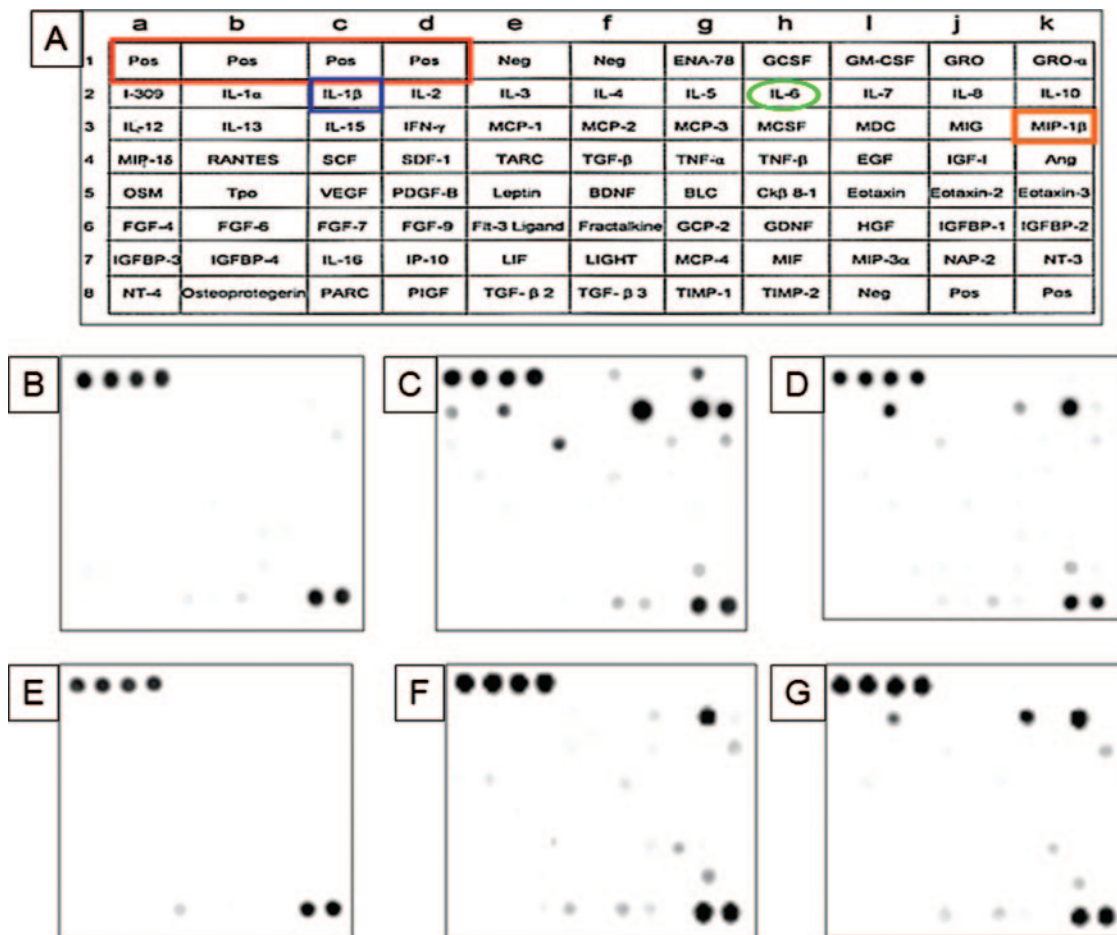 A
a b c d e f g h l j k
1 Pos Pos Pos Pos Neg Neg ENA-78 GCSF GM-CSF GRO GRO-α
2 I-309 IL-1α IL-1β IL-2 IL-3 IL-4 IL-5 IL-6 IL-7 IL-8 IL-10
3 IL-12 IL-13 IL-15 IFN-γ MCP-1 MCP-2 MCP-3 MCSF MDC MIG MIP-1β
4 MIP-1δ RANTES SCF SDF-1 TARC TGF-β TNF-α TNF-β EGF IGF-I Ang
5 OSM Tpo VEGF PDGF-B Leptin BDNF BLC Ckβ 8-1 Eotaxin Eotaxin-2 Eotaxin-3
6 FGF-4 FGF-6 FGF-7 FGF-9 Flt-3 Ligand Fractalkine GCP-2 GDNF HGF IGFBP-1 IGFBP-2
7 IGFBP-3 IGFBP-4 IL-16 IP-10 LIF LIGHT MCP-4 MIF MIP-3α NAP-2 NT-3
8 NT-4 Osteoprotegerin PARC PIGF TGF-β2 TGF-β3 TIMP-1 TIMP-2 Neg Pos Pos
B C D
E F G